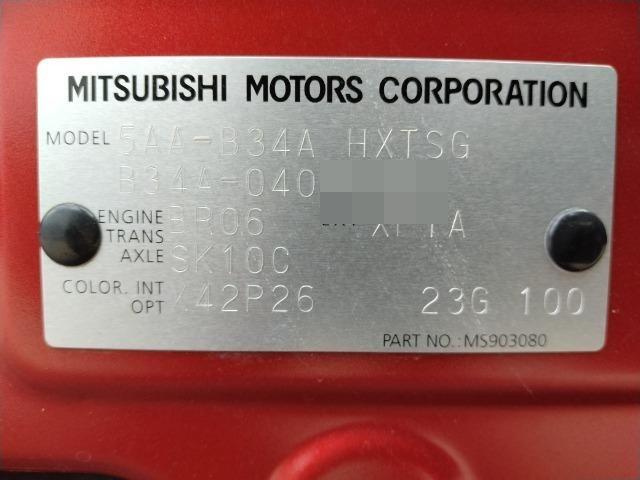 MITSUBISHI MOTORS CORPORATION
MODEL 5AA-B34A HXTSG
B34A-040
ENGINE BR06
TRANS
AXLE SK10C
COLOR. INT
OPT X42P26 23G 100
PART NO.:MS903080